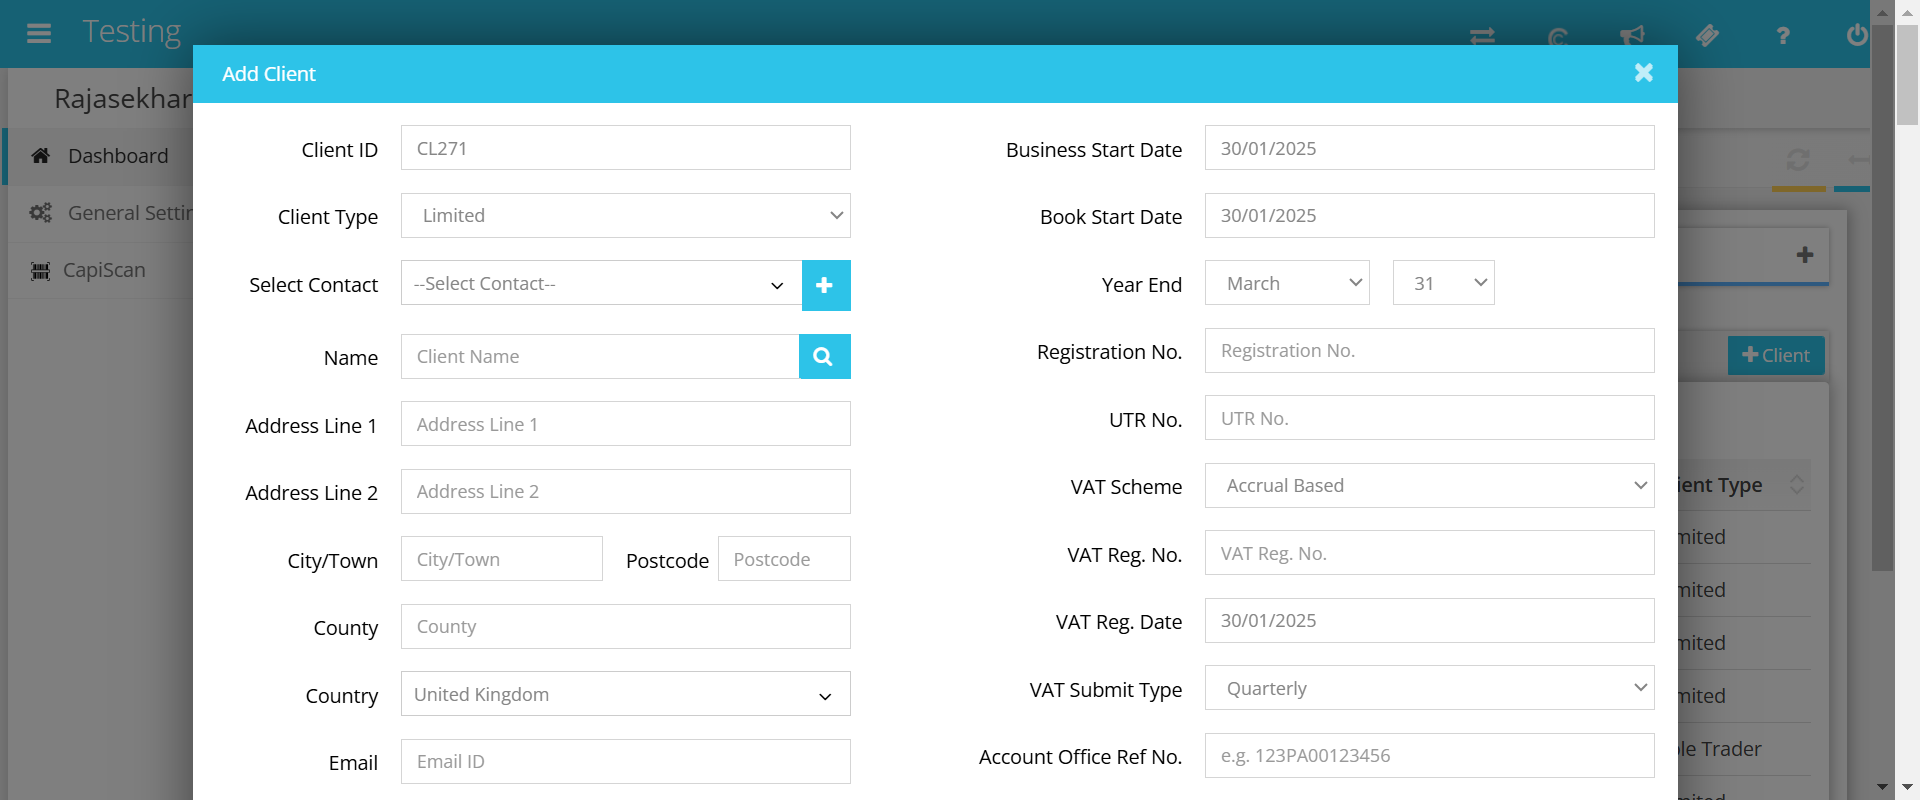 Testing
Add Client
Rajasekhar
Dashboard
General Settin
CapiScan
Client ID CL271
Client Type Limited
Select Contact --Select Contact--
Name Client Name
Address Line 1 Address Line 1
Address Line 2 Address Line 2
City/Town City/Town Postcode Postcode
County County
Country United Kingdom
Email Email ID
Business Start Date 30/01/2025
Book Start Date 30/01/2025
Year End March 31
Registration No. Registration No.
UTR No. UTR No.
VAT Scheme Accrual Based
VAT Reg. No. VAT Reg. No.
VAT Reg. Date 30/01/2025
VAT Submit Type Quarterly
Account Office Ref No. e.g. 123PA00123456
Client
ient Type
mited
mited
mited
mited
le Trader